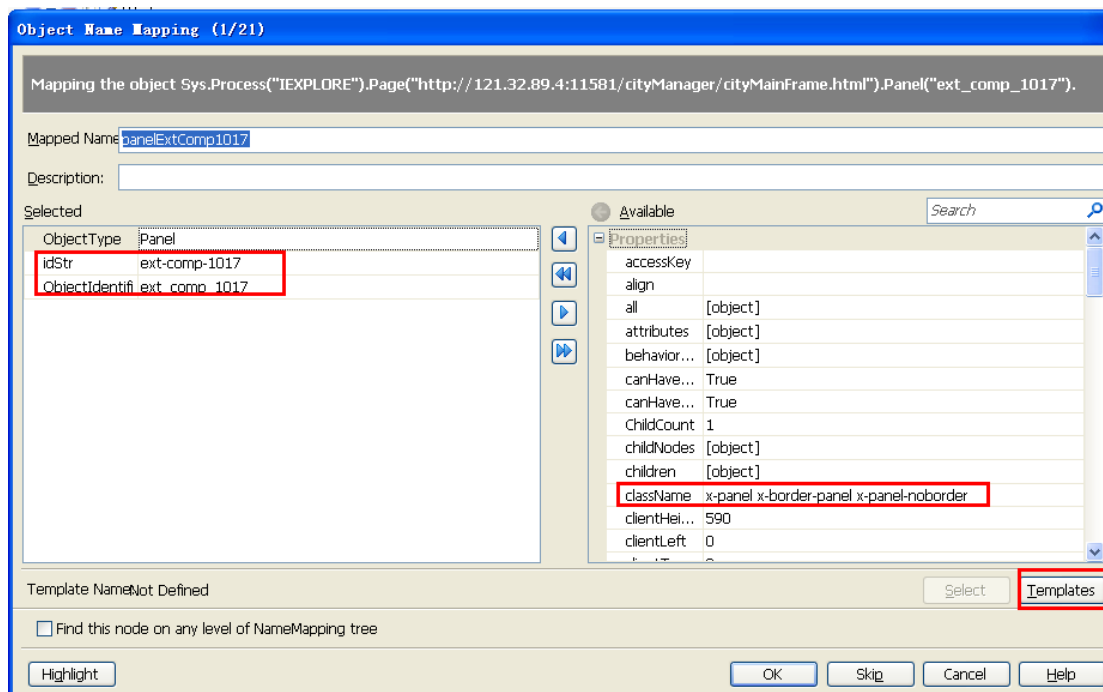 Object Name Mapping (1/21)
Mapping the object Sys.Process("IEXPLORE").Page("http://121.32.89.4:11581/cityManager/cityMainFrame.html").Panel("ext_comp_1017").
Mapped Name panelExtComp1017
Description:
Selected
Available
Search
ObjectType Panel
idStr ext-comp-1017
ObjectIdentifi ext_comp_1017
Properties
accessKey
align
all [object]
attributes [object]
behavior... [object]
canHave... True
canHave... True
ChildCount 1
childNodes [object]
children [object]
className x-panel x-border-panel x-panel-noborder
clientHei... 590
clientLeft 0
Template Name Not Defined
Select
Templates
Find this node on any level of NameMapping tree
Highlight
OK
Skip
Cancel
Help